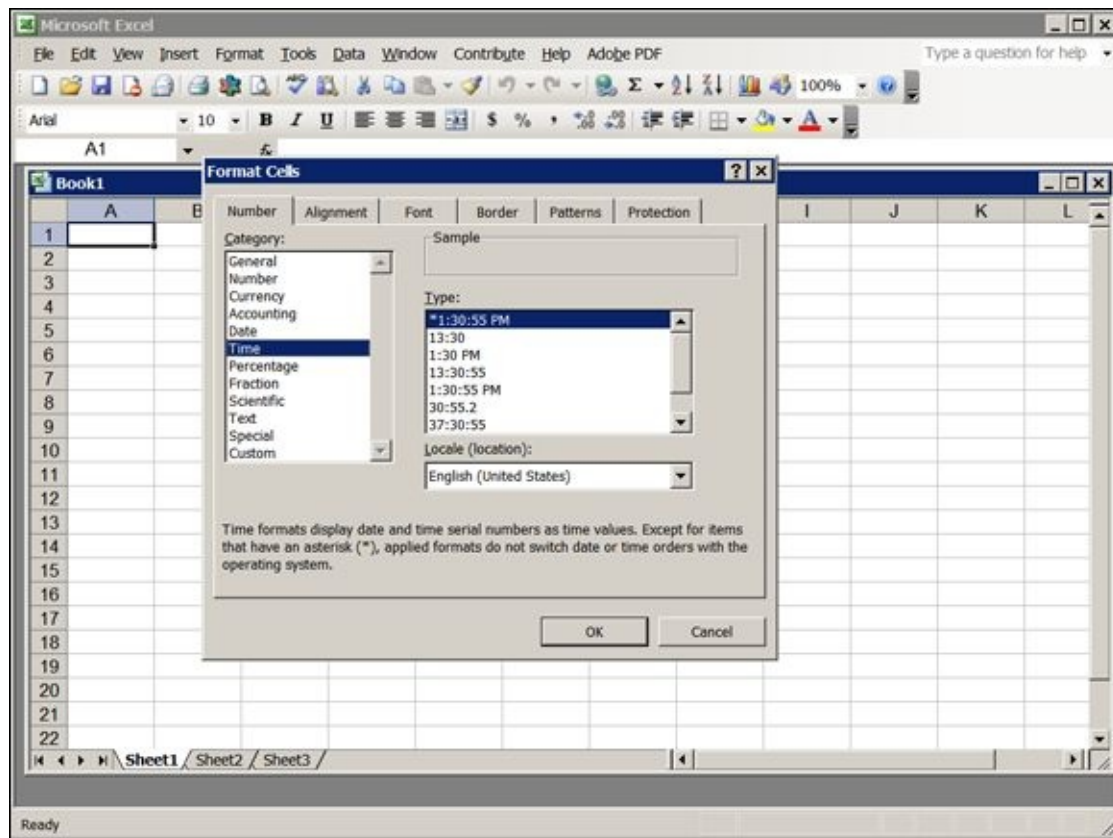 Microsoft Excel
File Edit View Insert Format Tools Data Window Contribute Help Adobe PDF Type a question for help
Σ 100%
Arial 10 B I U $ % ,
A1 fx
Book1
Format Cells
A B I J K L
Number Alignment Font Border Patterns Protection
Category:
General
Number
Currency
Accounting
Date
Time
Percentage
Fraction
Scientific
Text
Special
Custom
Sample
Type:
*1:30:55 PM
13:30
1:30 PM
13:30:55
1:30:55 PM
30:55.2
37:30:55
Locale (location):
English (United States)
Time formats display date and time serial numbers as time values. Except for items
that have an asterisk (*), applied formats do not switch date or time orders with the
operating system.
OK Cancel
1
2
3
4
5
6
7
8
9
10
11
12
13
14
15
16
17
18
19
20
21
22
Sheet1 Sheet2 Sheet3
Ready